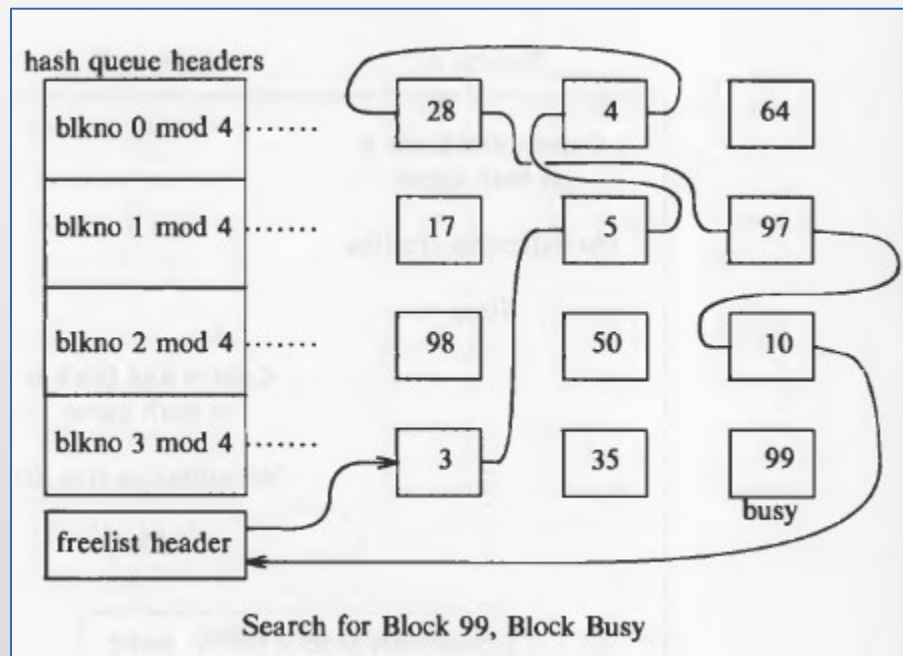 hash queue headers
blkno 0 mod 4 ...... 28 4 64
blkno 1 mod 4 ...... 17 5 97
blkno 2 mod 4 ...... 98 50 10
blkno 3 mod 4 ...... 3 35 99
busy
freelist header
Search for Block 99, Block Busy